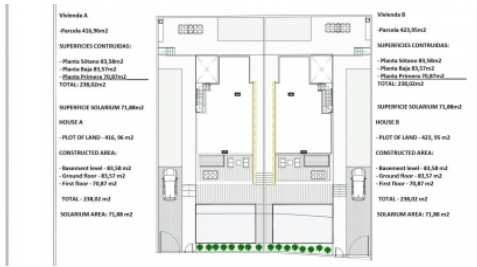 Vivienda A
-Parcela 416,96m2
SUPERFICIES CONTRUIDAS:
- Planta Sótano 83,58m2
- Planta Baja 83,57m2
- Planta Primera 70,87m2
TOTAL: 238,02m2
SUPERFICIE SOLARIUM 71,88m2
HOUSE A
- PLOT OF LAND - 416, 96 m2
CONSTRUCTED AREA:
- Basement level - 83,58 m2
- Ground floor - 83,57 m2
- First floor - 70,87 m2
TOTAL - 238,02 m2
SOLARIUM AREA: 71,88 m2
Vivienda B
-Parcela 423,95m2
SUPERFICIES CONTRUIDAS:
- Planta Sótano 83,58m2
- Planta Baja 83,57m2
- Planta Primera 70,87m2
TOTAL: 238,02m2
SUPERFICIE SOLARIUM 71,88m2
HOUSE B
- PLOT OF LAND - 423, 95 m2
CONSTRUCTED AREA:
- Basement level - 83,58 m2
- Ground floor - 83,57 m2
- First floor - 70,87 m2
TOTAL - 238,02 m2
SOLARIUM AREA: 71,88 m2